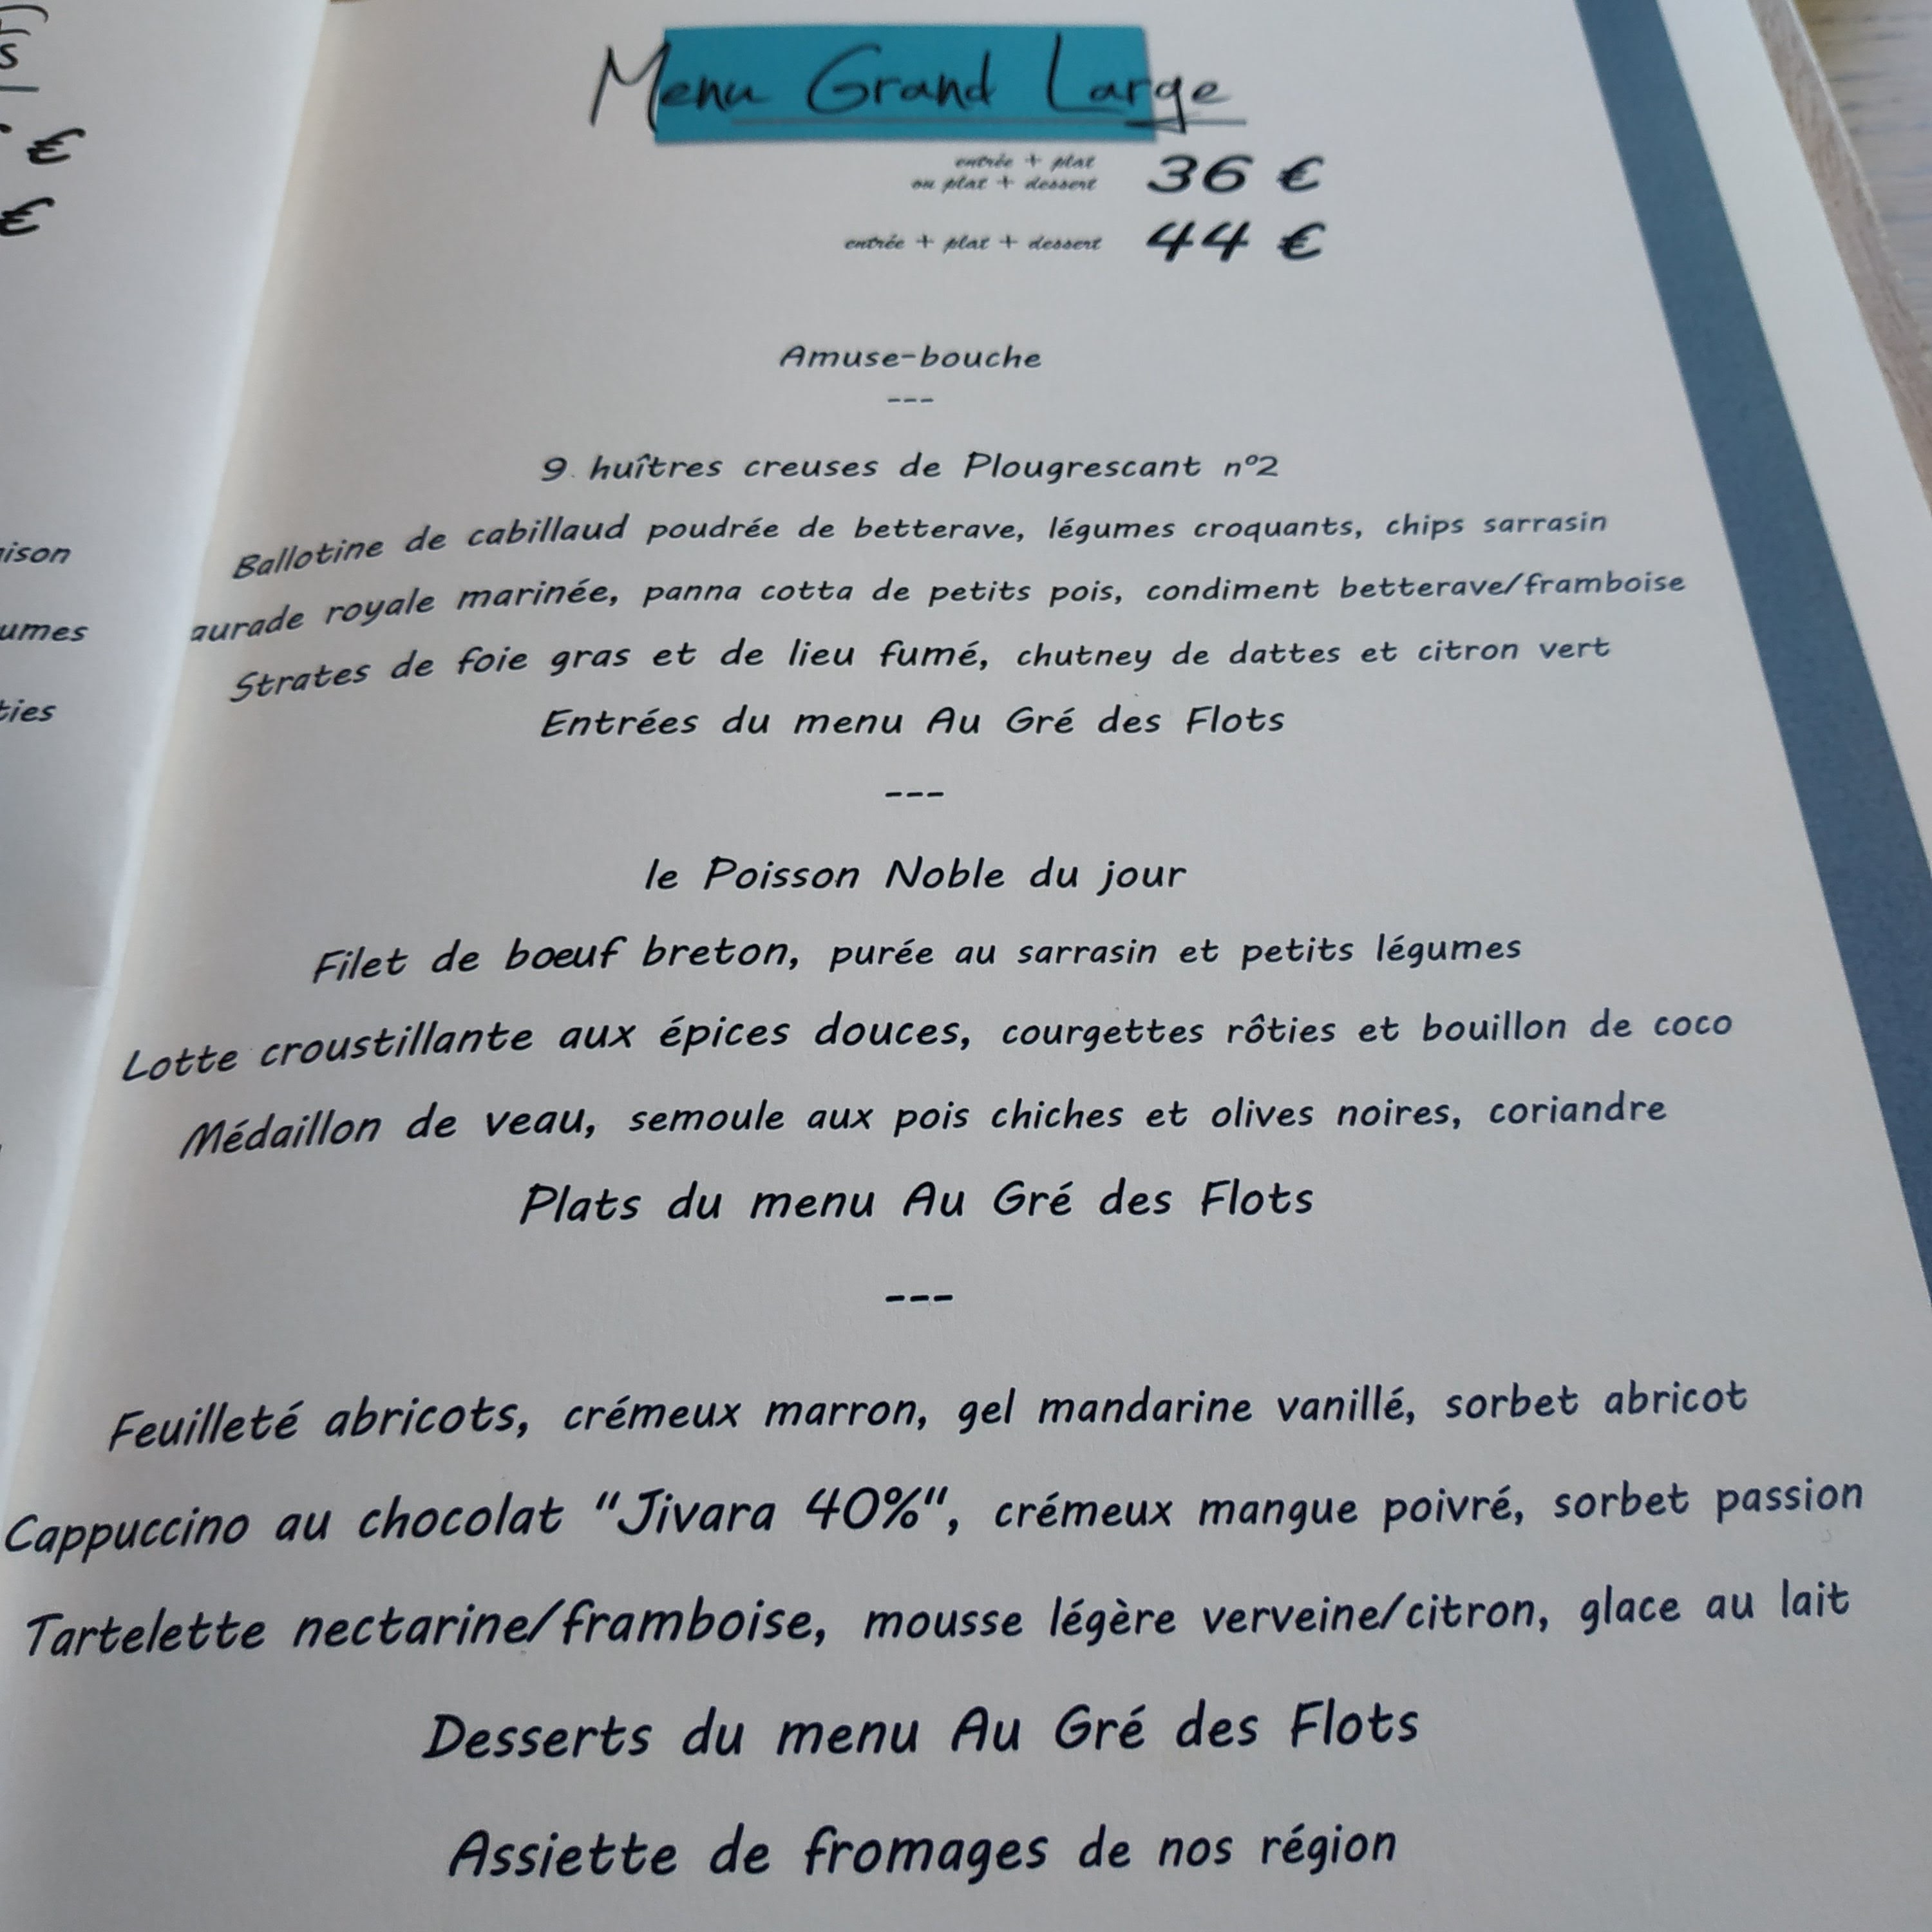 s
€
€
ison
umes
ties
Menu Grand Large
entrée + plat
ou plat + dessert 36 €
entrée + plat + dessert 44 €
Amuse-bouche
---
9 huîtres creuses de Plougrescant n°2
Ballotine de cabillaud poudrée de betterave, légumes croquants, chips sarrasin
aurade royale marinée, panna cotta de petits pois, condiment betterave/framboise
Strates de foie gras et de lieu fumé, chutney de dattes et citron vert
Entrées du menu Au Gré des Flots
---
le Poisson Noble du jour
Filet de bœuf breton, purée au sarrasin et petits légumes
Lotte croustillante aux épices douces, courgettes rôties et bouillon de coco
Médaillon de veau, semoule aux pois chiches et olives noires, coriandre
Plats du menu Au Gré des Flots
---
Feuilleté abricots, crémeux marron, gel mandarine vanillé, sorbet abricot
Cappuccino au chocolat "Jivara 40%", crémeux mangue poivré, sorbet passion
Tartelette nectarine/framboise, mousse légère verveine/citron, glace au lait
Desserts du menu Au Gré des Flots
Assiette de fromages de nos région